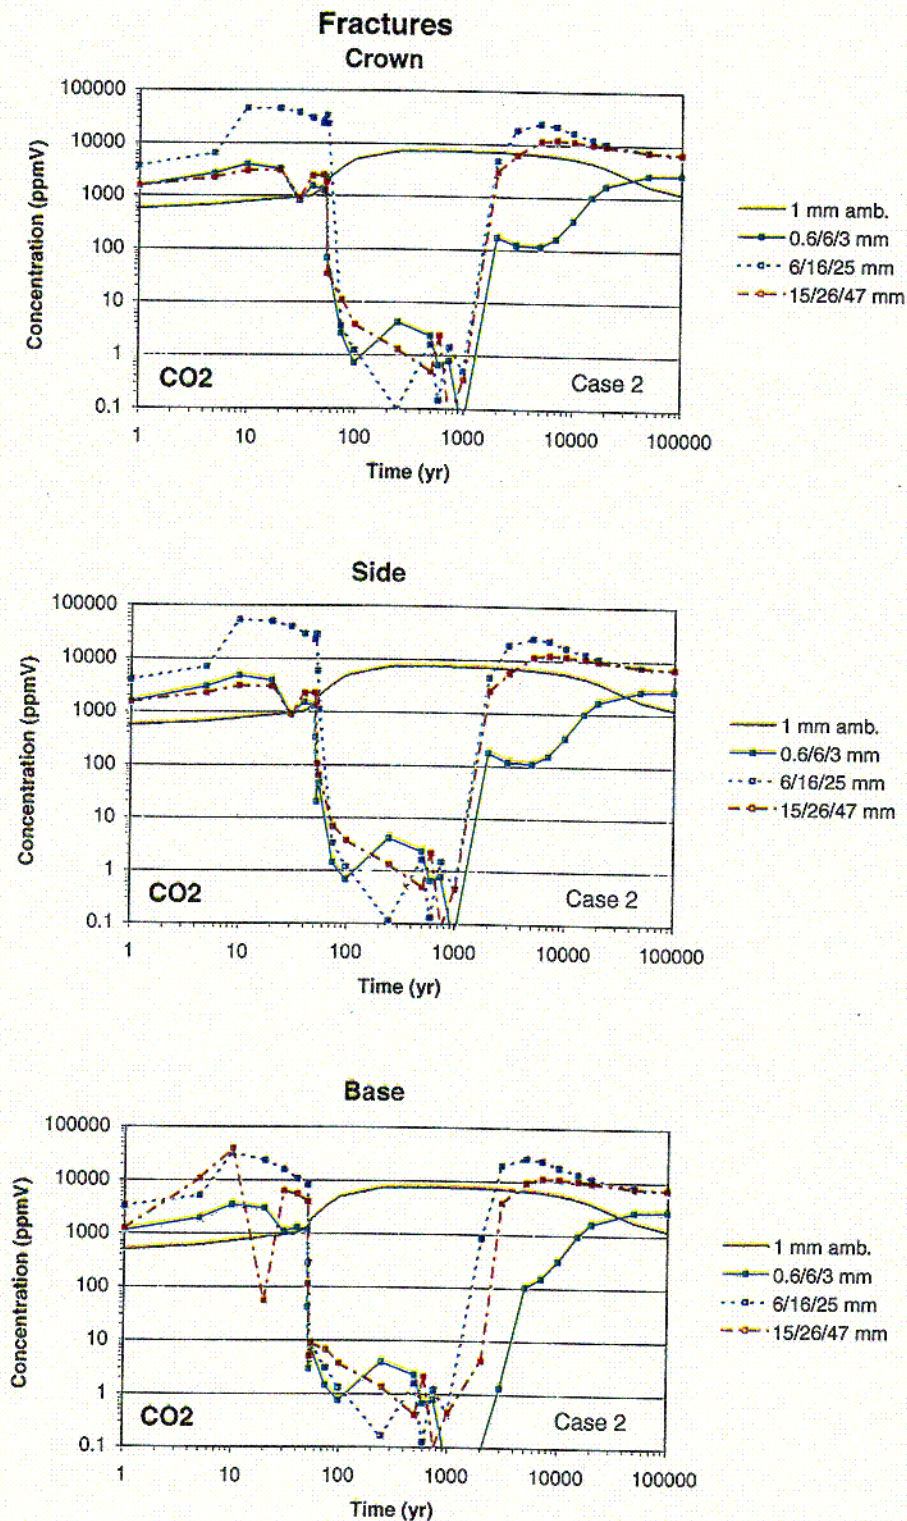 Fractures
Crown
Concentration (ppmV)
100000
10000
1000
100
10
1
0.1
CO2
Case 2
1 10 100 1000 10000 100000
Time (yr)
1 mm amb.
0.6/6/3 mm
6/16/25 mm
15/26/47 mm
Side
Concentration (ppmV)
100000
10000
1000
100
10
1
0.1
CO2
Case 2
1 10 100 1000 10000 100000
Time (yr)
1 mm amb.
0.6/6/3 mm
6/16/25 mm
15/26/47 mm
Base
Concentration (ppmV)
100000
10000
1000
100
10
1
0.1
CO2
Case 2
1 10 100 1000 10000 100000
Time (yr)
1 mm amb.
0.6/6/3 mm
6/16/25 mm
15/26/47 mm